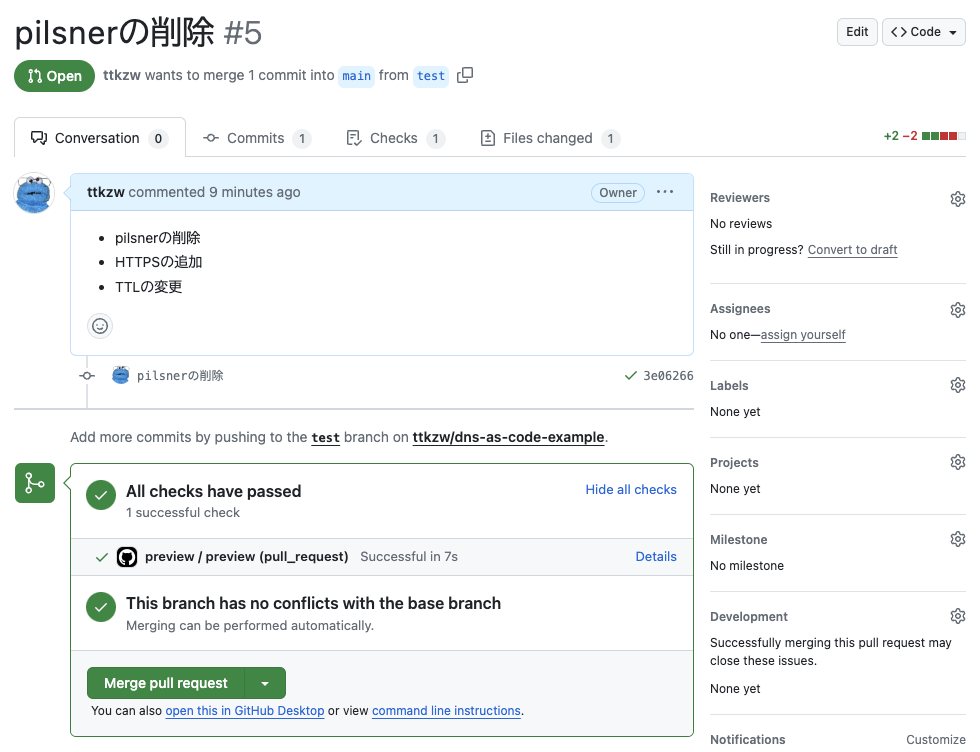 pilsnerの削除 #5
Edit
<> Code
Open
ttkzw wants to merge 1 commit into main from test
Conversation 0
Commits 1
Checks 1
Files changed 1
+2 −2
ttkzw commented 9 minutes ago
Owner
pilsnerの削除
HTTPSの追加
TTLの変更
pilsnerの削除
3e06266
Add more commits by pushing to the test branch on ttkzw/dns-as-code-example.
All checks have passed
Hide all checks
1 successful check
preview / preview (pull_request) Successful in 7s
Details
This branch has no conflicts with the base branch
Merging can be performed automatically.
Merge pull request
You can also open this in GitHub Desktop or view command line instructions.
Reviewers
No reviews
Still in progress? Convert to draft
Assignees
No one—assign yourself
Labels
None yet
Projects
None yet
Milestone
No milestone
Development
Successfully merging this pull request may
close these issues.
None yet
Notifications
Customize